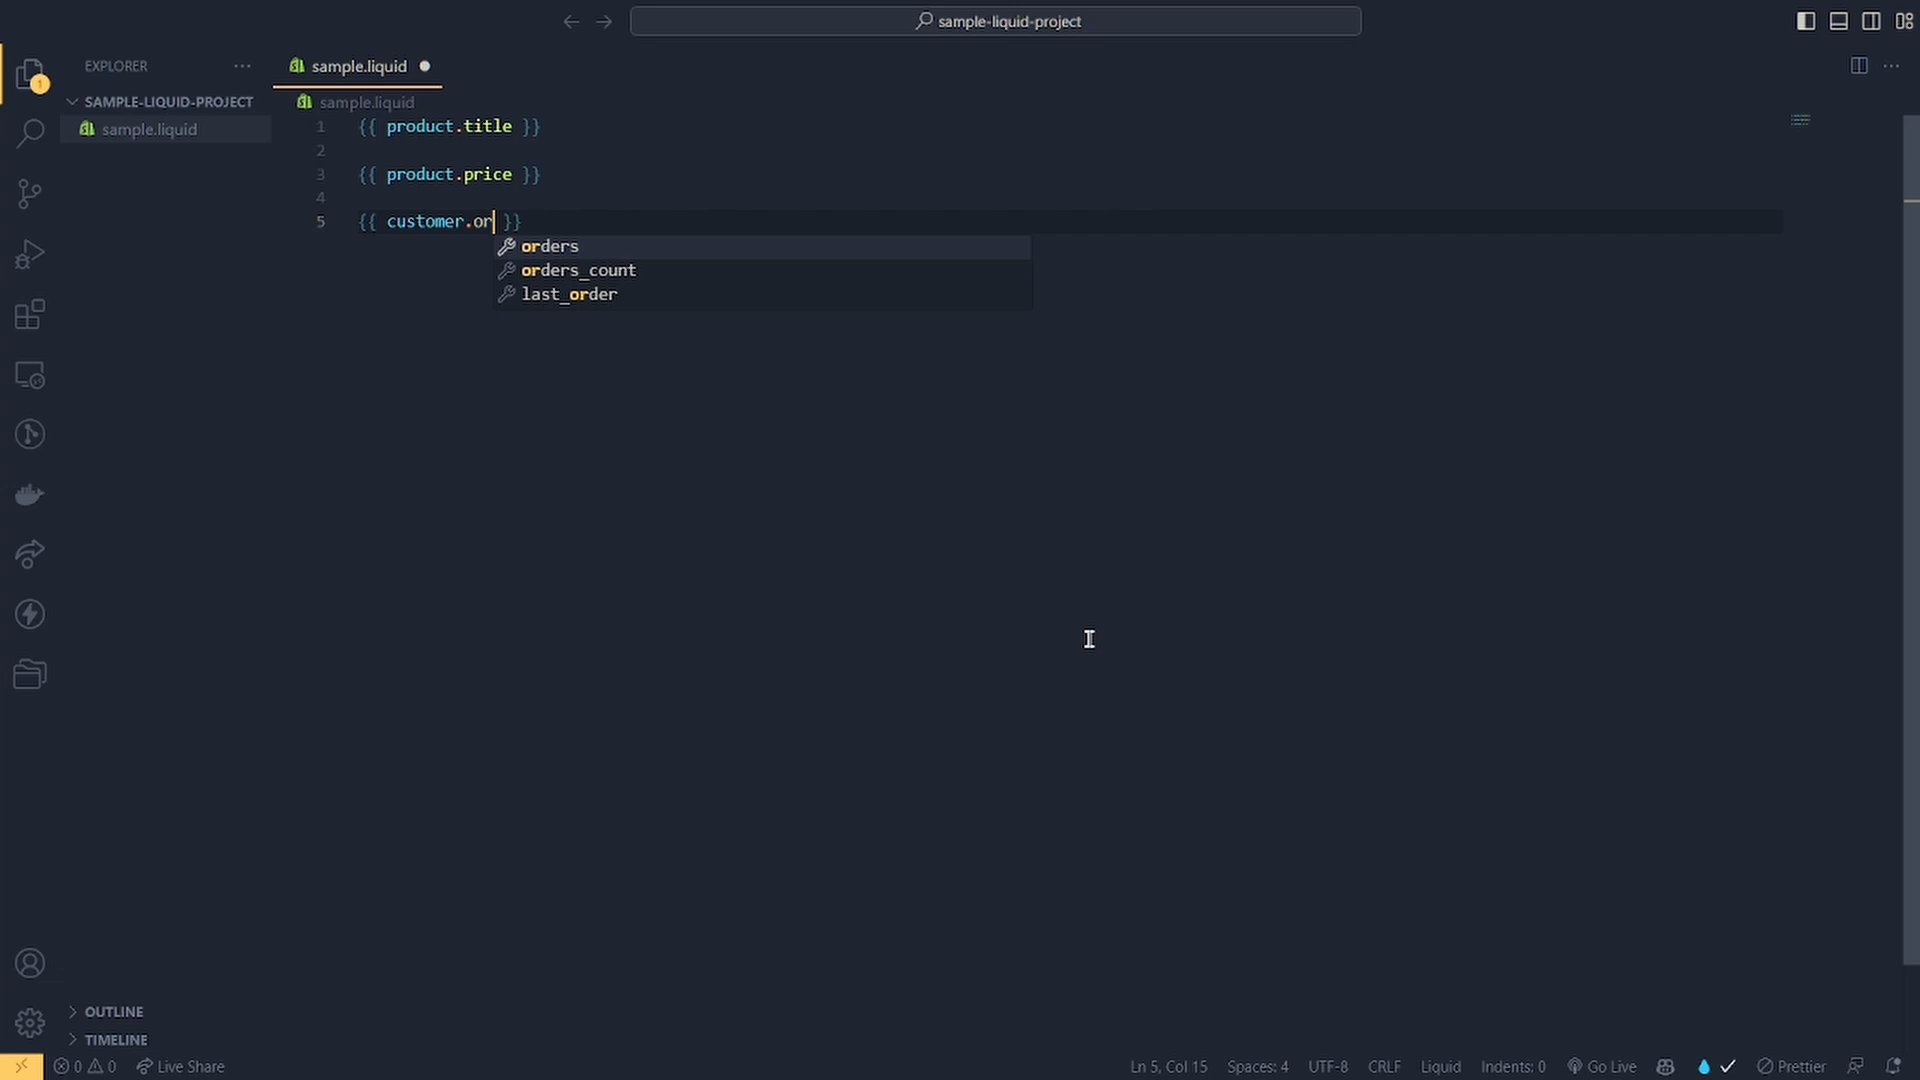 sample-liquid-project
EXPLORER
sample.liquid
SAMPLE-LIQUID-PROJECT
sample.liquid
sample.liquid
1
1 {{ product.title }}
2
3 {{ product.price }}
4
5 {{ customer.or }}
orders
orders_count
last_order
OUTLINE
TIMELINE
0 0 Live Share
Ln 5, Col 15 Spaces: 4 UTF-8 CRLF Liquid Indents: 0 Go Live Prettier